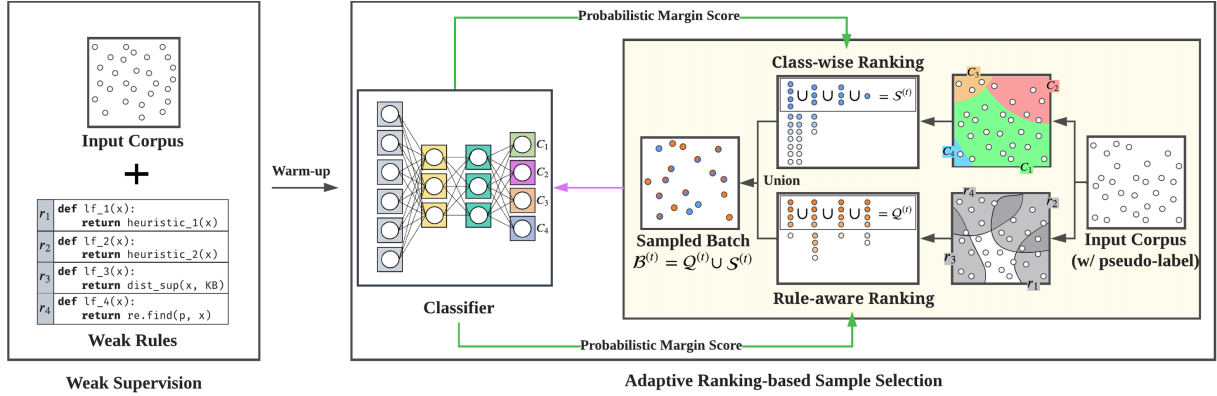 Input Corpus
+
r1 def lf_1(x):
return heuristic_1(x)
r2 def lf_2(x):
return heuristic_2(x)
r3 def lf_3(x):
return dist_sup(x, KB)
r4 def lf_4(x):
return re.find(p, x)
Weak Rules
Weak Supervision
Warm-up
Probabilistic Margin Score
C1
C2
C3
C4
Classifier
Probabilistic Margin Score
Sampled Batch
B(t) = Q(t) ∪ S(t)
Union
Class-wise Ranking
∪ ∪ ∪ = S(t)
∪ ∪ ∪ = Q(t)
Rule-aware Ranking
C3
C2
C4
C1
r4
r2
r3
r1
Input Corpus
(w/ pseudo-label)
Adaptive Ranking-based Sample Selection